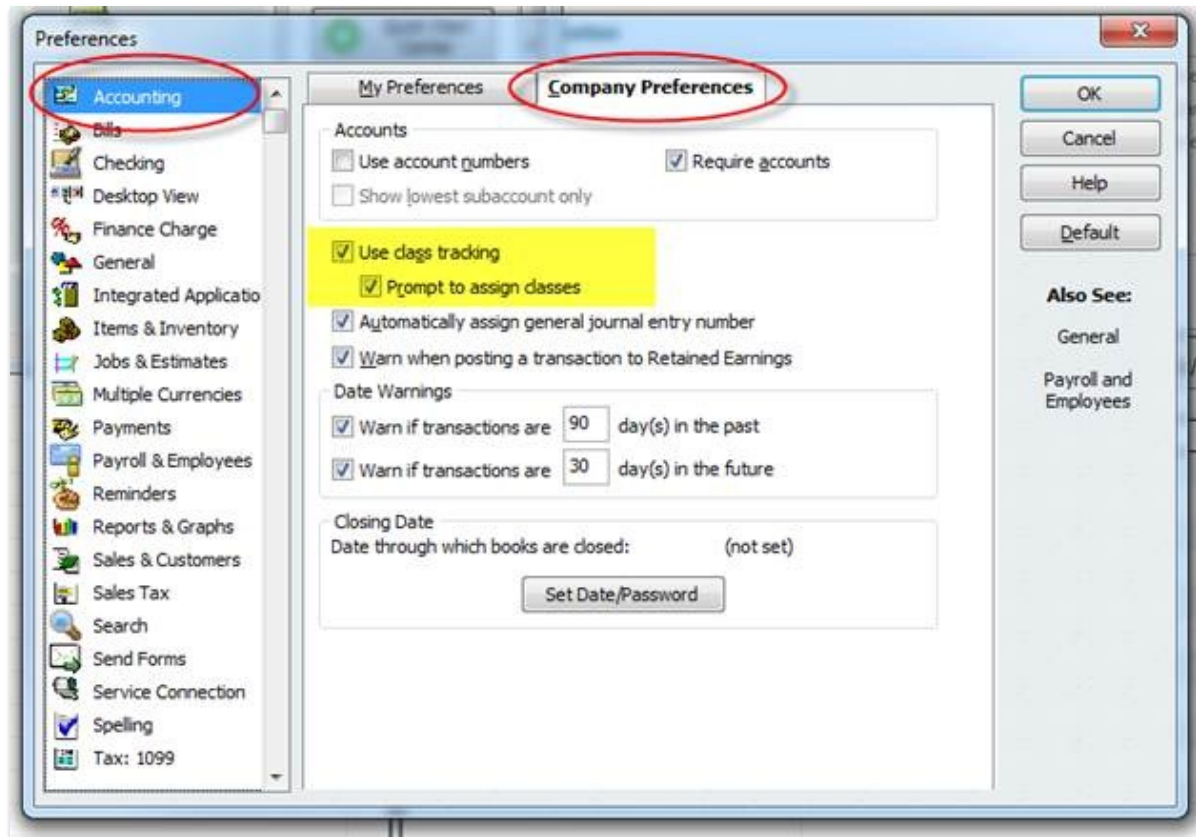 Preferences
Accounting
Bills
Checking
Desktop View
Finance Charge
General
Integrated Applicatio
Items & Inventory
Jobs & Estimates
Multiple Currencies
Payments
Payroll & Employees
Reminders
Reports & Graphs
Sales & Customers
Sales Tax
Search
Send Forms
Service Connection
Spelling
Tax: 1099
My Preferences Company Preferences
Accounts
Use account numbers Require accounts
Show lowest subaccount only
Use class tracking
Prompt to assign classes
Automatically assign general journal entry number
Warn when posting a transaction to Retained Earnings
Date Warnings
Warn if transactions are 90 day(s) in the past
Warn if transactions are 30 day(s) in the future
Closing Date
Date through which books are closed: (not set)
Set Date/Password
OK
Cancel
Help
Default
Also See:
General
Payroll and
Employees